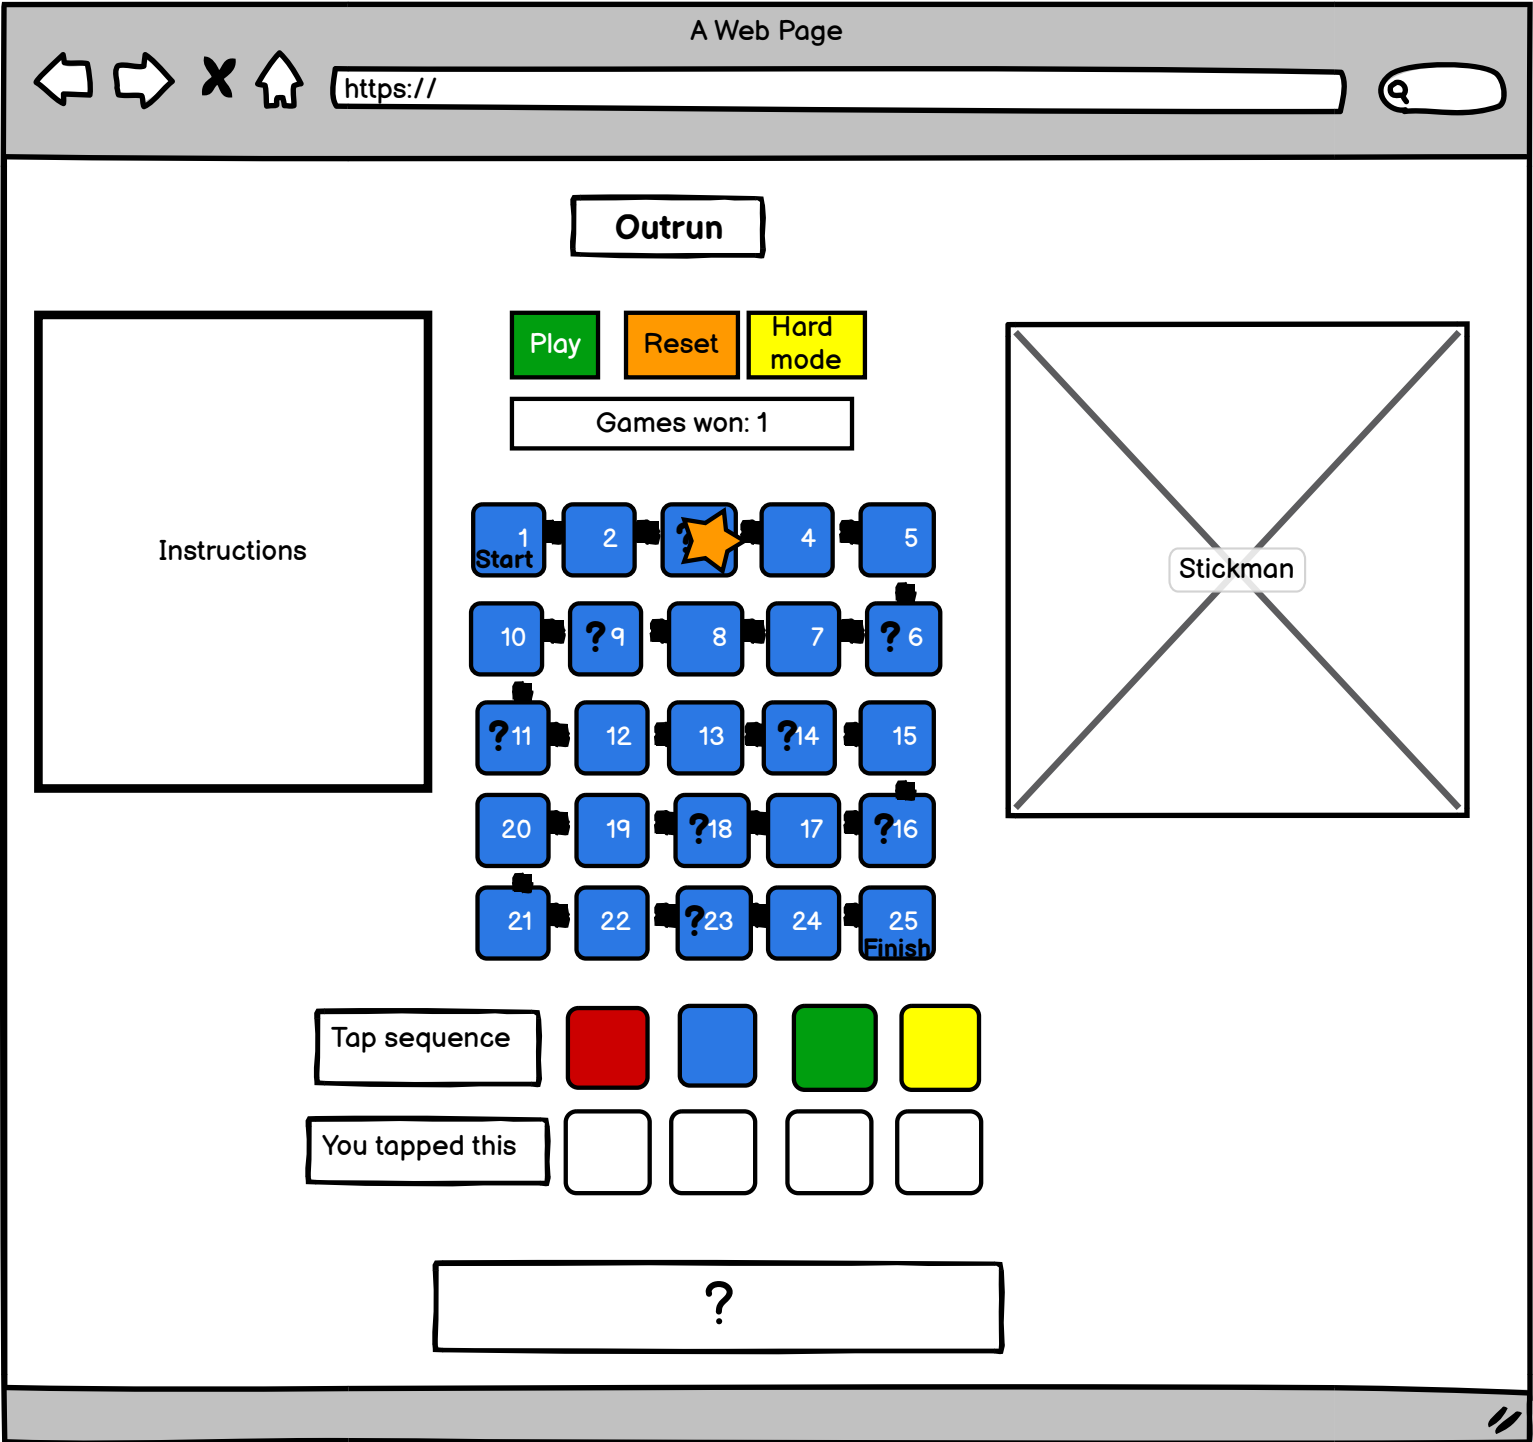 A Web Page
https://
Outrun
Instructions
Play
Reset
Hard
mode
Games won: 1
1
Start
2
?
4
5
10
? 9
8
7
? 6
? 11
12
13
? 14
15
20
19
? 18
17
? 16
21
22
? 23
24
25
Finish
Stickman
Tap sequence
You tapped this
?